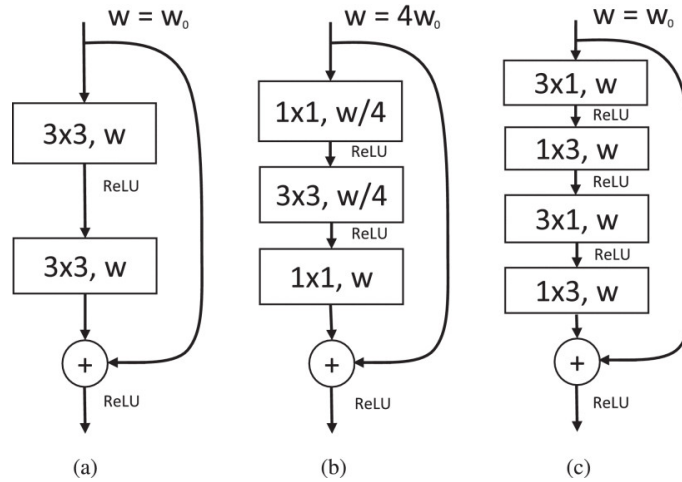 w = w₀
3x3, w
ReLU
3x3, w
+
ReLU
(a)
w = 4w₀
1x1, w/4
ReLU
3x3, w/4
ReLU
1x1, w
+
ReLU
(b)
w = w₀
3x1, w
ReLU
1x3, w
ReLU
3x1, w
ReLU
1x3, w
+
ReLU
(c)